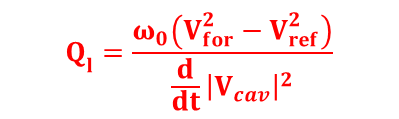 Q_l = ω_0(V_for^2 − V_ref^2) / (d/dt |V_cav|^2)